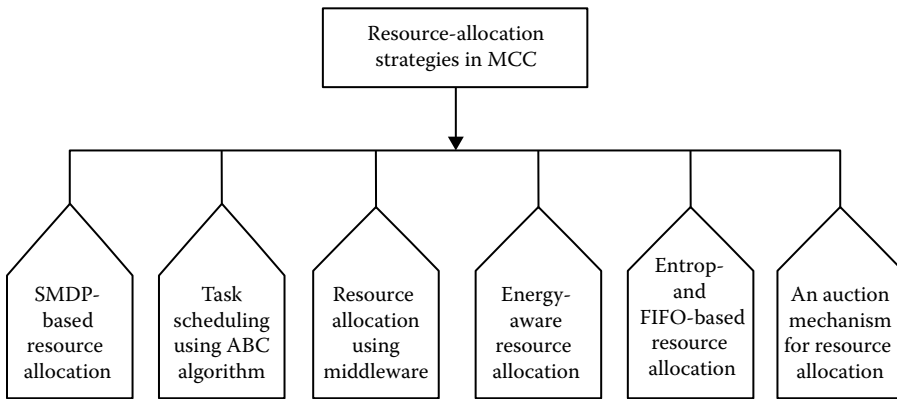 Resource-allocation
strategies in MCC
SMDP-
based
resource
allocation
Task
scheduling
using ABC
algorithm
Resource
allocation
using
middleware
Energy-
aware
resource
allocation
Entrop-
and
FIFO-based
resource
allocation
An auction
mechanism
for resource
allocation